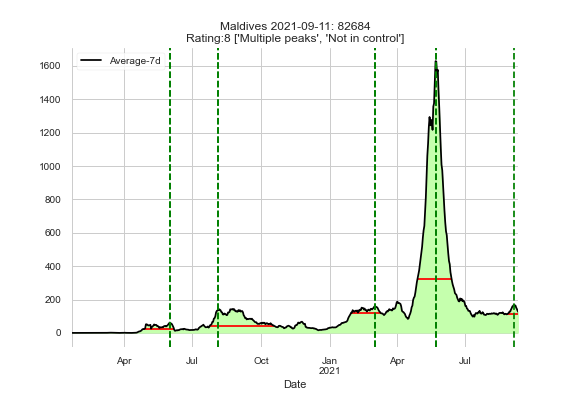 Maldives 2021-09-11: 82684
Rating:8 ['Multiple peaks', 'Not in control']
Average-7d
1600
1400
1200
1000
800
600
400
200
0
Apr Jul Oct Jan Apr Jul
2021
Date